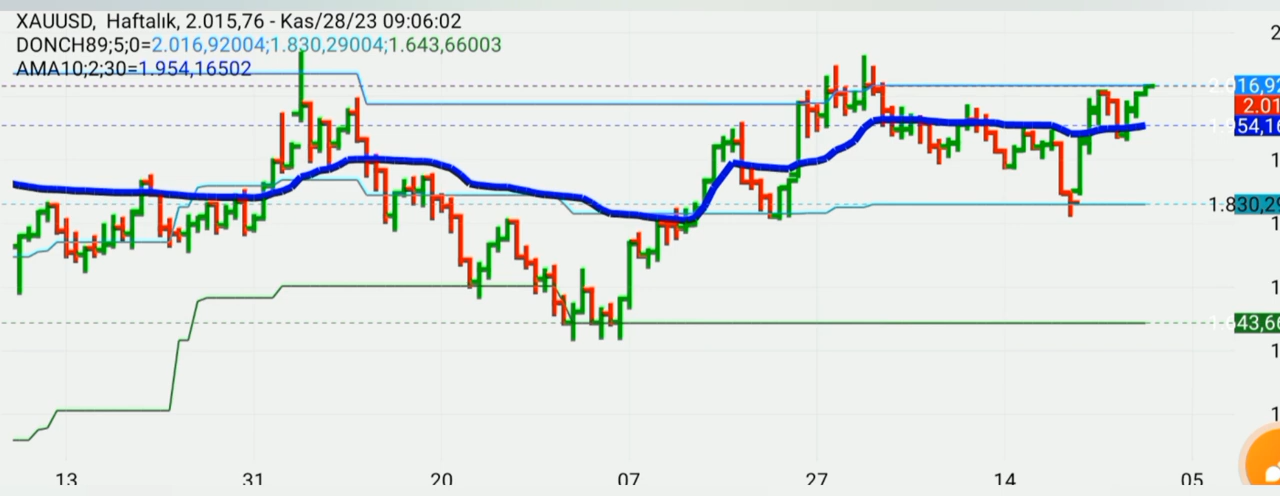 XAUUSD, Haftalık, 2.015,76 - Kas/28/23 09:06:02
DONCH89;5;0=2.016,92004;1.830,29004;1.643,66003
AMA10;2;30=1.954,16502
16,92
2.01
54,16
1.830,29
43,66
13 31 20 07 27 14 05